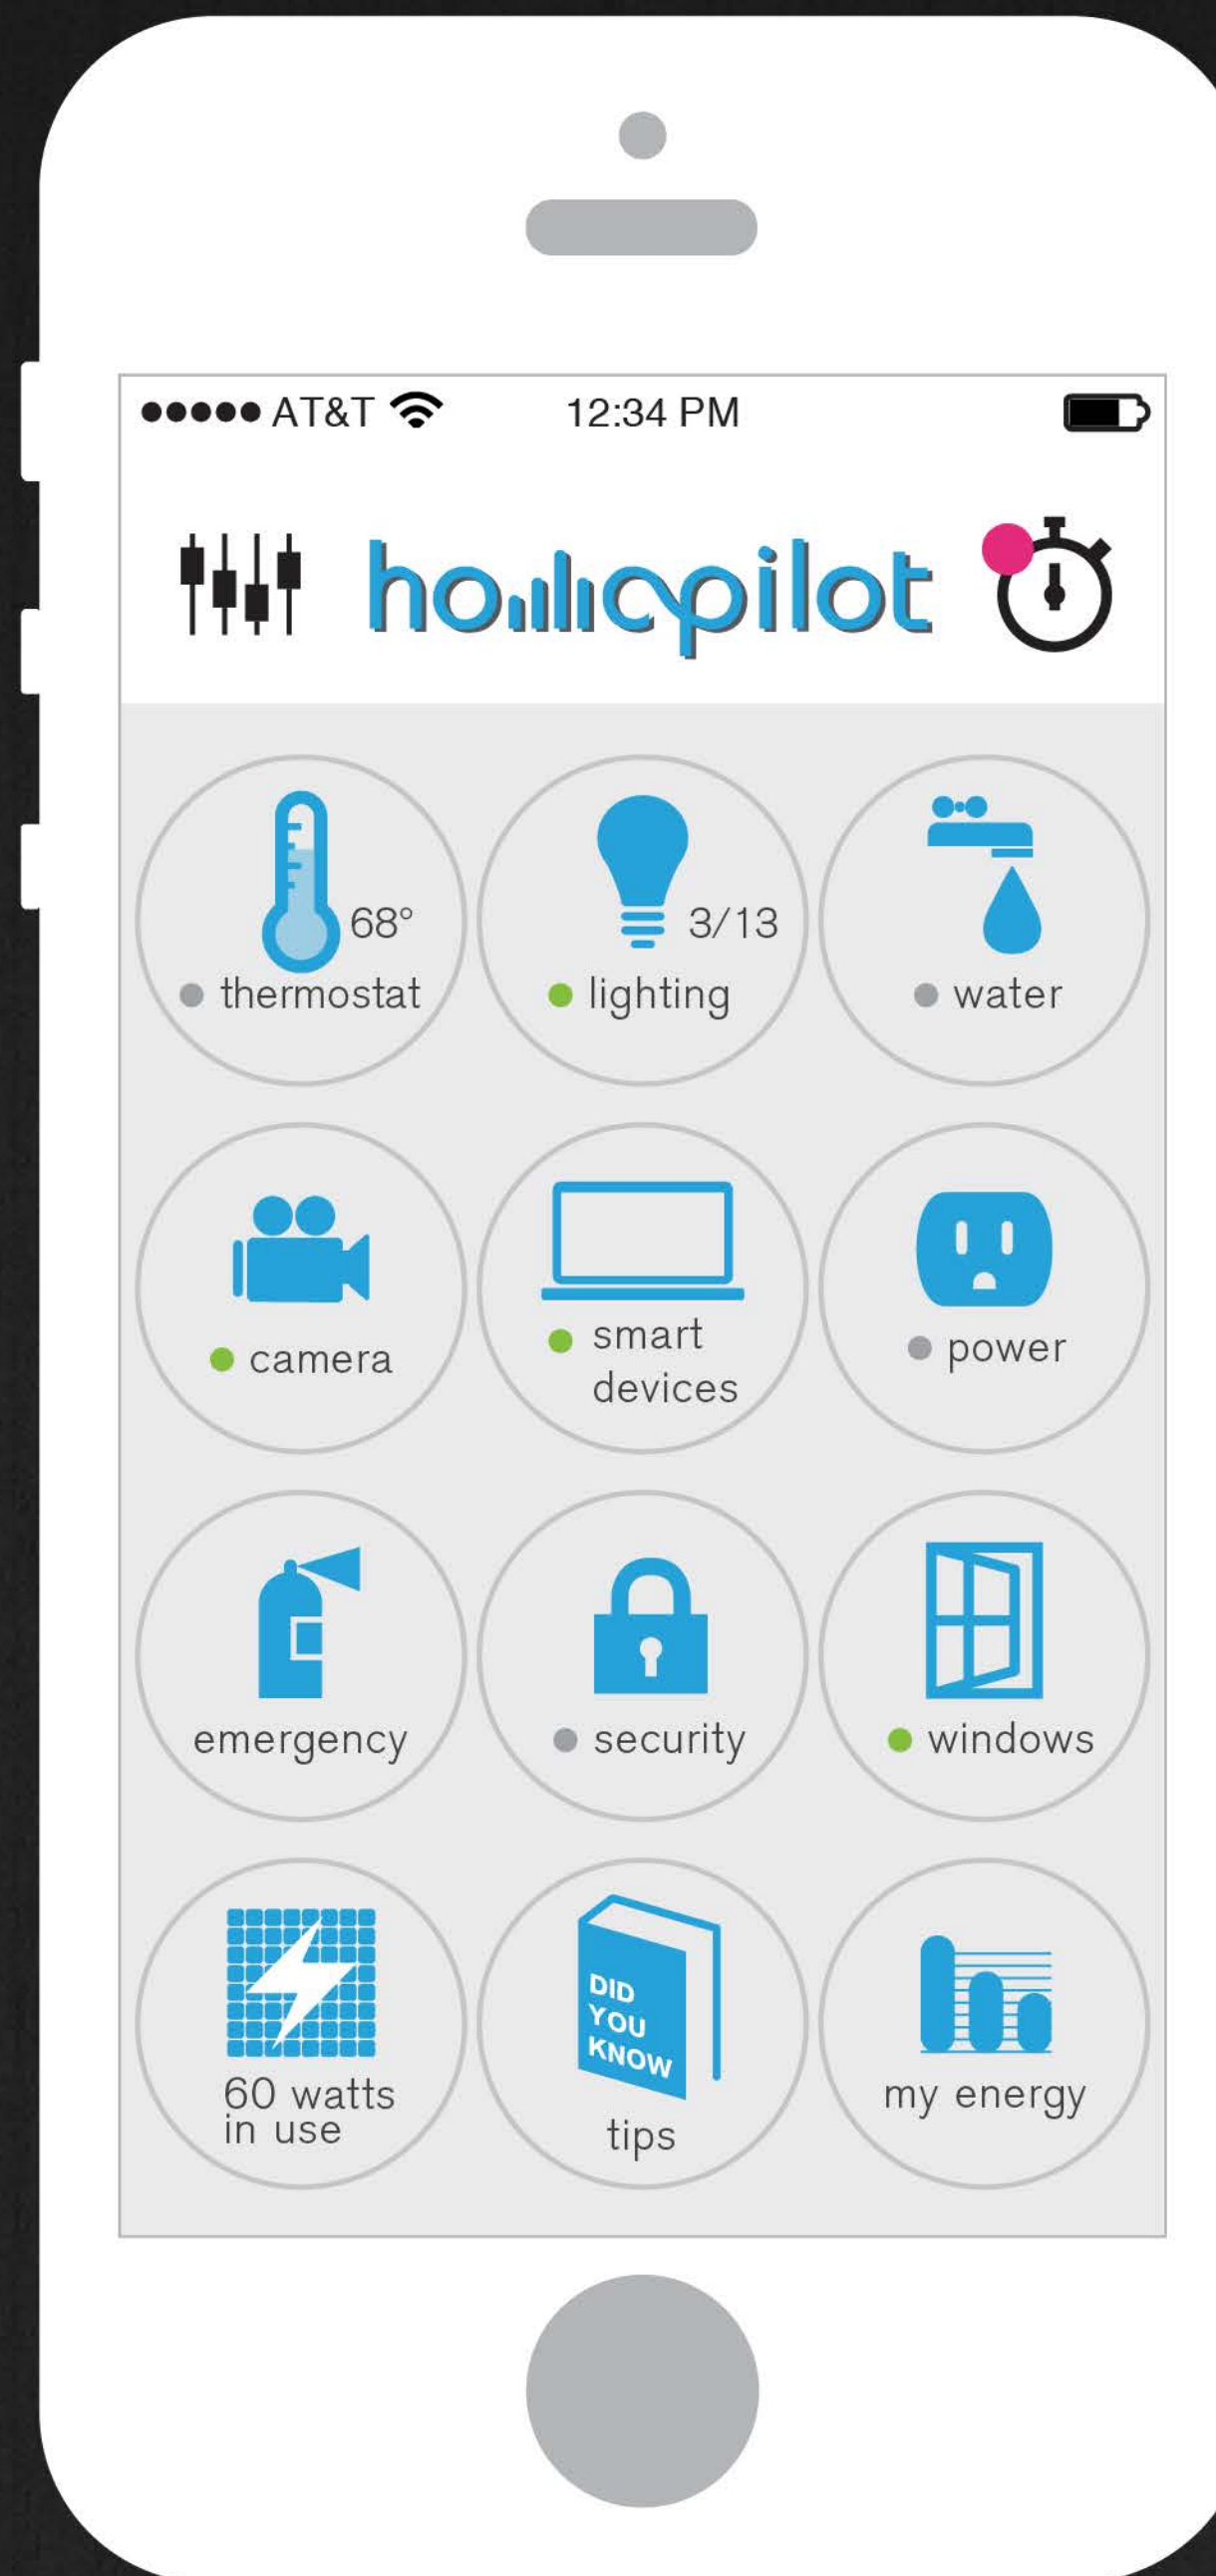 AT&T 12:34 PM
homepilot
68°
thermostat
3/13
lighting
water
camera
smart
devices
power
emergency
security
windows
60 watts
in use
DID
YOU
KNOW
tips
my energy